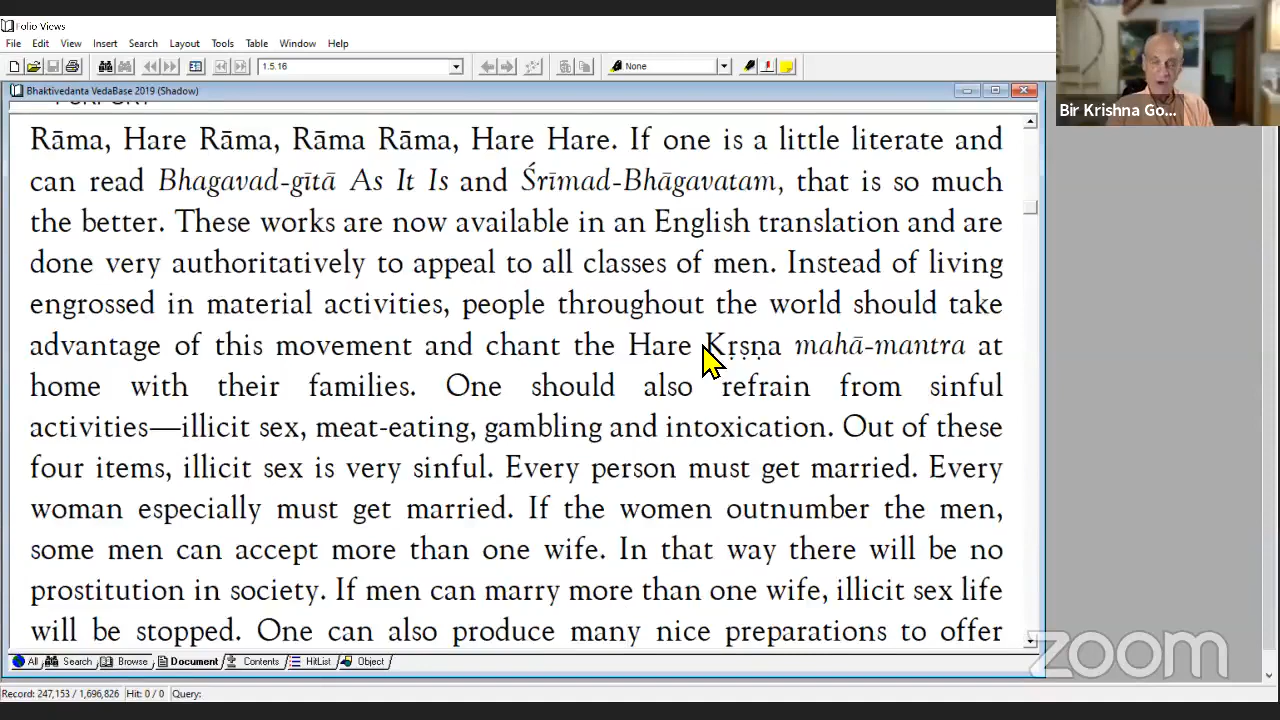 Folio Views
File Edit View Insert Search Layout Tools Table Window Help
1.5.16 None
Bhaktivedanta VedaBase 2019 (Shadow)
Rāma, Hare Rāma, Rāma Rāma, Hare Hare. If one is a little literate and
can read Bhagavad-gītā As It Is and Śrīmad-Bhāgavatam, that is so much
the better. These works are now available in an English translation and are
done very authoritatively to appeal to all classes of men. Instead of living
engrossed in material activities, people throughout the world should take
advantage of this movement and chant the Hare Kṛṣṇa mahā-mantra at
home with their families. One should also refrain from sinful
activities—illicit sex, meat-eating, gambling and intoxication. Out of these
four items, illicit sex is very sinful. Every person must get married. Every
woman especially must get married. If the women outnumber the men,
some men can accept more than one wife. In that way there will be no
prostitution in society. If men can marry more than one wife, illicit sex life
will be stopped. One can also produce many nice preparations to offer
All Search Browse Document Contents HitList Object
Record: 247,153 / 1,696,826 Hit: 0 / 0 Query:
Bir Krishna Go...
zoom